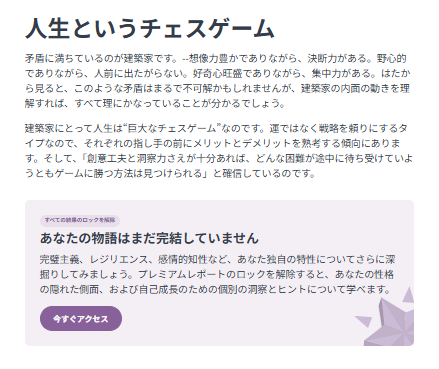 人生というチェスゲーム
矛盾に満ちているのが建築家です。--想像力豊かでありながら、決断力がある。野心的
でありながら、人前に出たがらない。好奇心旺盛でありながら、集中力がある。はたか
ら見ると、このような矛盾はまるで不可解かもしれませんが、建築家の内面の動きを理
解すれば、すべて理にかなっていることが分かるでしょう。
建築家にとって人生は“巨大なチェスゲーム”なのです。運ではなく戦略を頼りにするタ
イプなので、それぞれの指し手の前にメリットとデメリットを熟考する傾向にありま
す。そして、「創意工夫と洞察力さえが十分あれば、どんな困難が途中に待ち受けていよ
うともゲームに勝つ方法は見つけられる」と確信しているのです。
すべての結果のロックを解除
あなたの物語はまだ完結していません
完璧主義、レジリエンス、感情的知性など、あなた独自の特性についてさらに深
掘りしてみましょう。プレミアムレポートのロックを解除すると、あなたの性格
の隠れた側面、および自己成長のための個別の洞察とヒントについて学べます。
今すぐアクセス